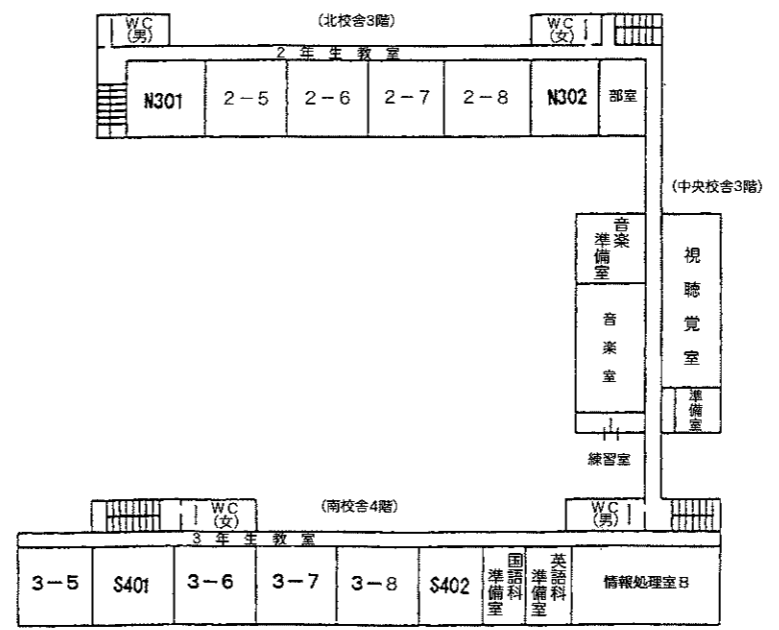 (北校舎3階)
WC
(男)
WC
(女)
2年生教室
N301
2-5
2-6
2-7
2-8
N302
部室
(中央校舎3階)
音楽
準備室
視聴覚室
音楽室
準備室
練習室
(南校舎4階)
WC
(女)
WC
(男)
3年生教室
3-5
S401
3-6
3-7
3-8
S402
国語科
準備室
英語科
準備室
情報処理室B